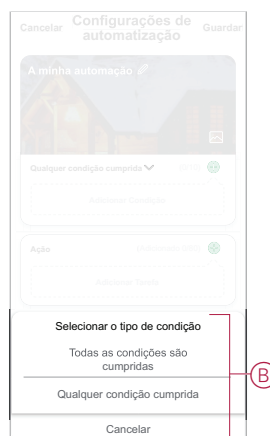 Cancelar Configurações de Guardar
automatização
A minha automação
Qualquer condição cumprida
Adicionar Condição
Ação
Adicionar Tarefa
Selecionar o tipo de condição
Todas as condições são
cumpridas
Qualquer condição cumprida
B
Cancelar